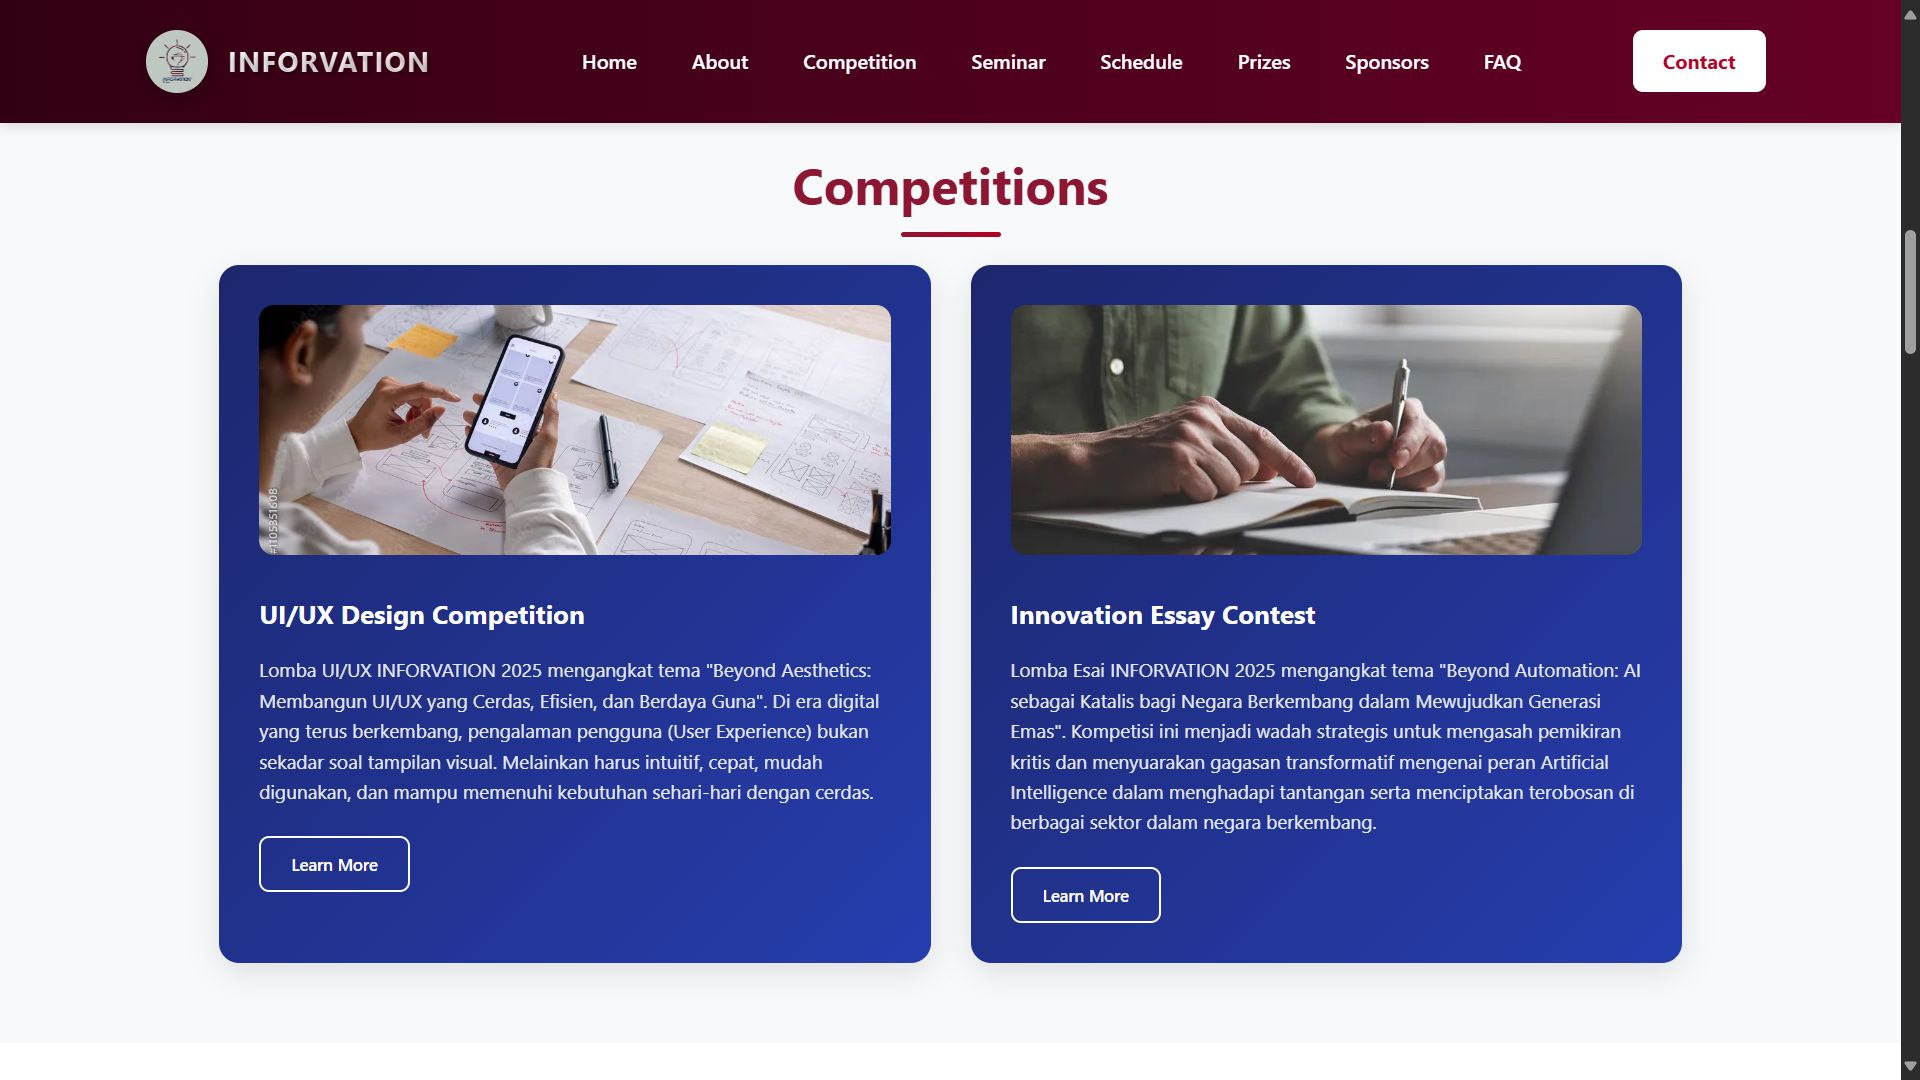 INFORVATION
Home
About
Competition
Seminar
Schedule
Prizes
Sponsors
FAQ
Contact
Competitions
#1105351608
UI/UX Design Competition
Lomba UI/UX INFORVATION 2025 mengangkat tema "Beyond Aesthetics:
Membangun UI/UX yang Cerdas, Efisien, dan Berdaya Guna". Di era digital
yang terus berkembang, pengalaman pengguna (User Experience) bukan
sekadar soal tampilan visual. Melainkan harus intuitif, cepat, mudah
digunakan, dan mampu memenuhi kebutuhan sehari-hari dengan cerdas.
Learn More
Innovation Essay Contest
Lomba Esai INFORVATION 2025 mengangkat tema "Beyond Automation: AI
sebagai Katalis bagi Negara Berkembang dalam Mewujudkan Generasi
Emas". Kompetisi ini menjadi wadah strategis untuk mengasah pemikiran
kritis dan menyuarakan gagasan transformatif mengenai peran Artificial
Intelligence dalam menghadapi tantangan serta menciptakan terobosan di
berbagai sektor dalam negara berkembang.
Learn More